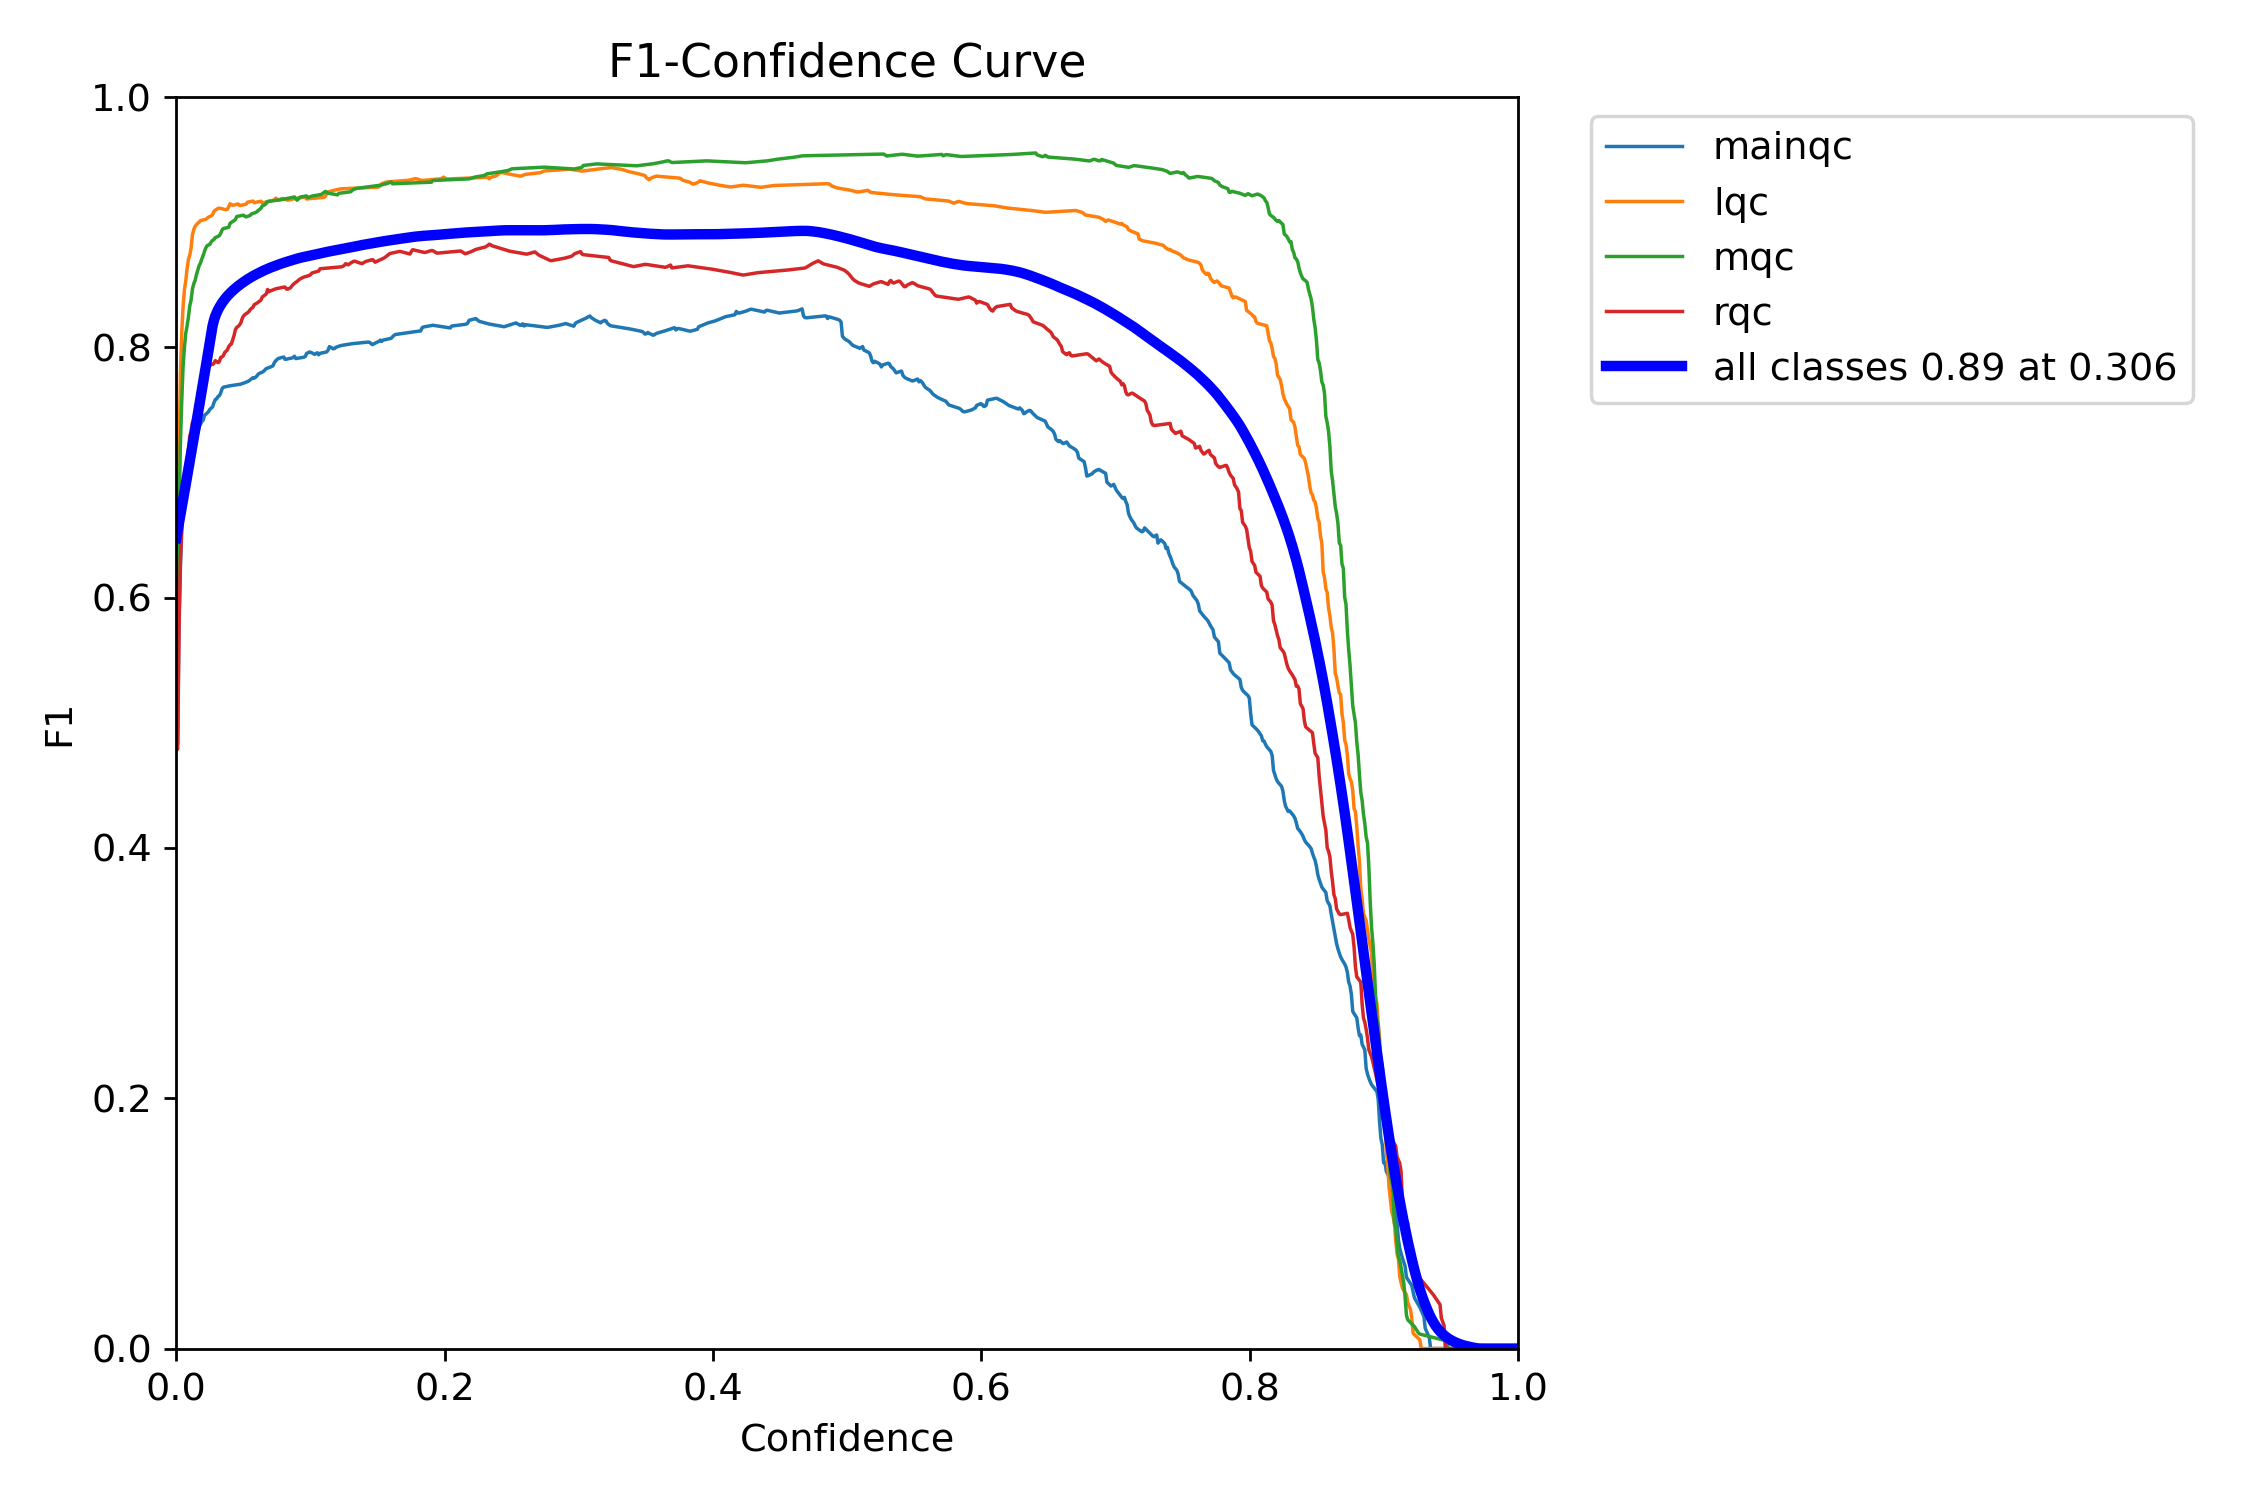 F1-Confidence Curve
1.0
0.8
0.6
0.4
0.2
0.0
F1
0.0 0.2 0.4 0.6 0.8 1.0
Confidence
mainqc
lqc
mqc
rqc
all classes 0.89 at 0.306